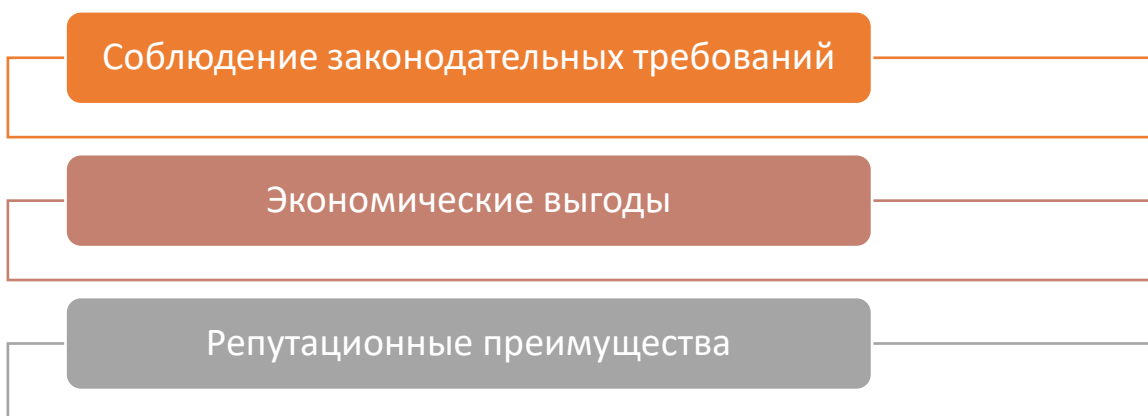 Соблюдение законодательных требований
Экономические выгоды
Репутационные преимущества